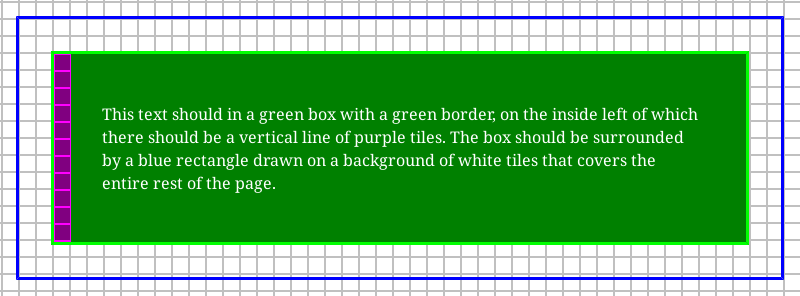 This text should in a green box with a green border, on the inside left of which
there should be a vertical line of purple tiles. The box should be surrounded
by a blue rectangle drawn on a background of white tiles that covers the
entire rest of the page.